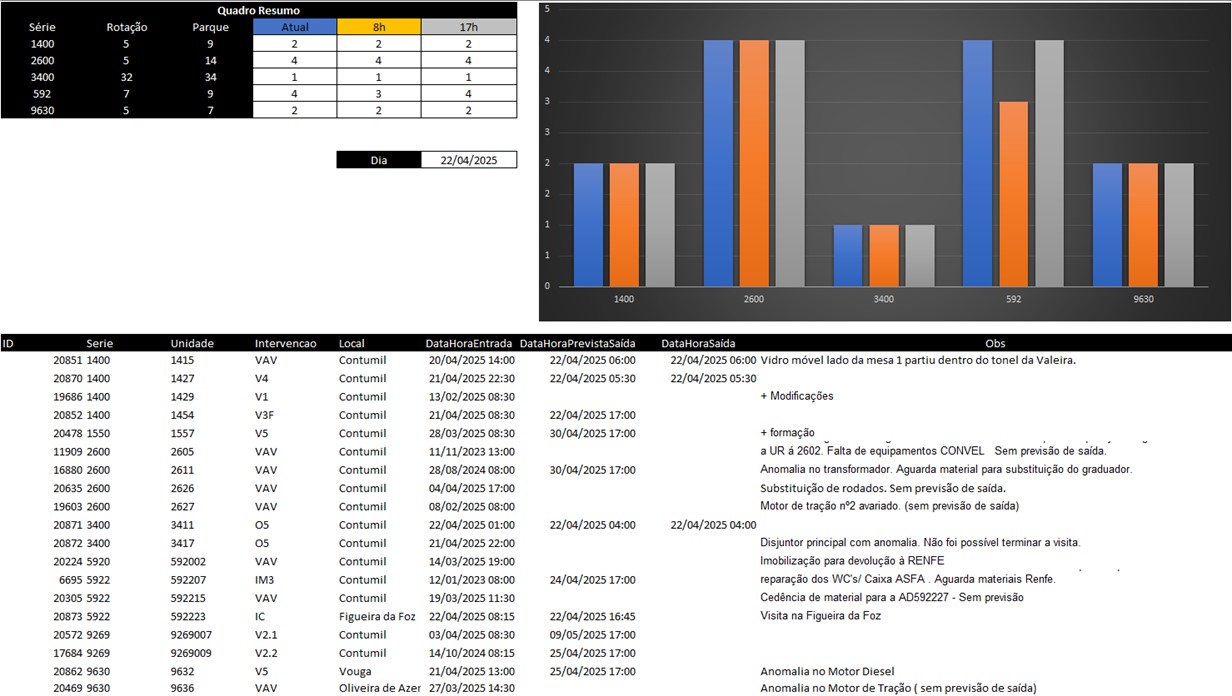 Quadro Resumo
Série Rotação Parque Atual 8h 17h
1400 5 9 2 2 2
2600 5 14 4 4 4
3400 32 34 1 1 1
592 7 9 4 3 4
9630 5 7 2 2 2
Dia 22/04/2025
5
4
4
3
3
2
2
1
1
0
1400 2600 3400 592 9630
ID Serie Unidade Intervencao Local DataHoraEntrada DataHoraPrevistaSaída DataHoraSaída Obs
20851 1400 1415 VAV Contumil 20/04/2025 14:00 22/04/2025 06:00 22/04/2025 06:00 Vidro móvel lado da mesa 1 partiu dentro do tonel da Valeira.
20870 1400 1427 V4 Contumil 21/04/2025 22:30 22/04/2025 05:30 22/04/2025 05:30
19686 1400 1429 V1 Contumil 13/02/2025 08:30 + Modificações
20852 1400 1454 V3F Contumil 21/04/2025 08:30 22/04/2025 17:00
20478 1550 1557 V5 Contumil 28/03/2025 08:30 30/04/2025 17:00 + formação
11909 2600 2605 VAV Contumil 11/11/2023 13:00 a UR á 2602. Falta de equipamentos CONVEL Sem previsão de saída.
16880 2600 2611 VAV Contumil 28/08/2024 08:00 30/04/2025 17:00 Anomalia no transformador. Aguarda material para substituição do graduador.
20635 2600 2626 VAV Contumil 04/04/2025 17:00 Substituição de rodados. Sem previsão de saída.
19603 2600 2627 VAV Contumil 08/02/2025 08:00 Motor de tração nº2 avariado. (sem previsão de saída)
20871 3400 3411 O5 Contumil 22/04/2025 01:00 22/04/2025 04:00 22/04/2025 04:00
20872 3400 3417 O5 Contumil 21/04/2025 22:00 Disjuntor principal com anomalia. Não foi possível terminar a visita.
20224 5920 592002 VAV Contumil 14/03/2025 19:00 Imobilização para devolução à RENFE
6695 5922 592207 IM3 Contumil 12/01/2023 08:00 24/04/2025 17:00 reparação dos WC's/ Caixa ASFA . Aguarda materiais Renfe.
20305 5922 592215 VAV Contumil 19/03/2025 11:30 Cedência de material para a AD592227 - Sem previsão
20873 5922 592223 IC Figueira da Foz 22/04/2025 08:15 22/04/2025 16:45 Visita na Figueira da Foz
20572 9269 9269007 V2.1 Contumil 03/04/2025 08:30 09/05/2025 17:00
17684 9269 9269009 V2.2 Contumil 14/10/2024 08:15 25/04/2025 17:00
20862 9630 9632 V5 Vouga 21/04/2025 13:00 25/04/2025 17:00 Anomalia no Motor Diesel
20469 9630 9636 VAV Oliveira de Azer 27/03/2025 14:30 Anomalia no Motor de Tração ( sem previsão de saída)